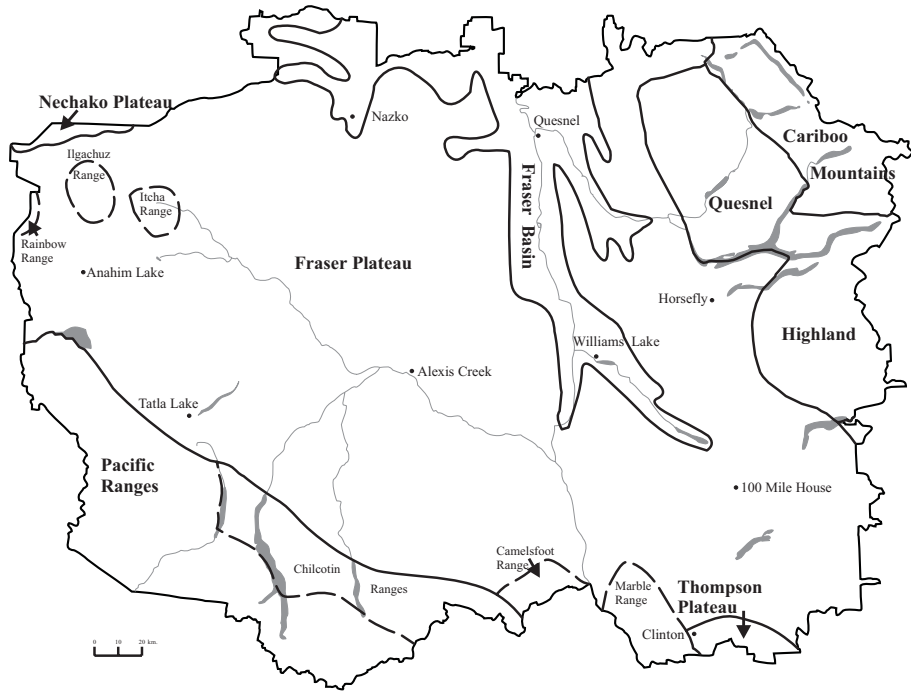 Nechako Plateau
Nazko
Quesnel
Cariboo
Mountains
Ilgachuz
Range
Itcha
Range
Quesnel
Fraser Basin
Rainbow
Range
Anahim Lake
Fraser Plateau
Horsefly
Highland
Williams Lake
Alexis Creek
Tatla Lake
Pacific
Ranges
100 Mile House
Camelsfoot
Range
Chilcotin
Ranges
Marble
Range
Thompson
Plateau
Clinton
0 10 20 km.